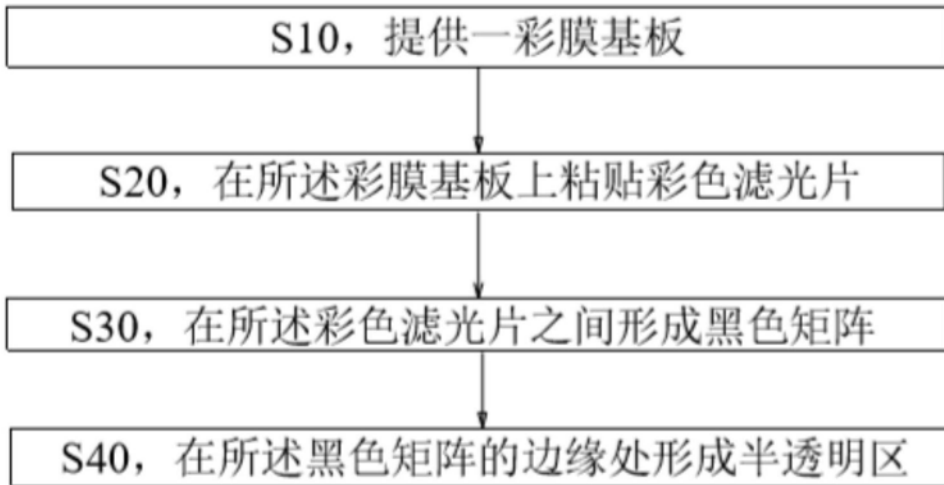 S10，提供一彩膜基板
S20，在所述彩膜基板上粘贴彩色滤光片
S30，在所述彩色滤光片之间形成黑色矩阵
S40，在所述黑色矩阵的边缘处形成半透明区